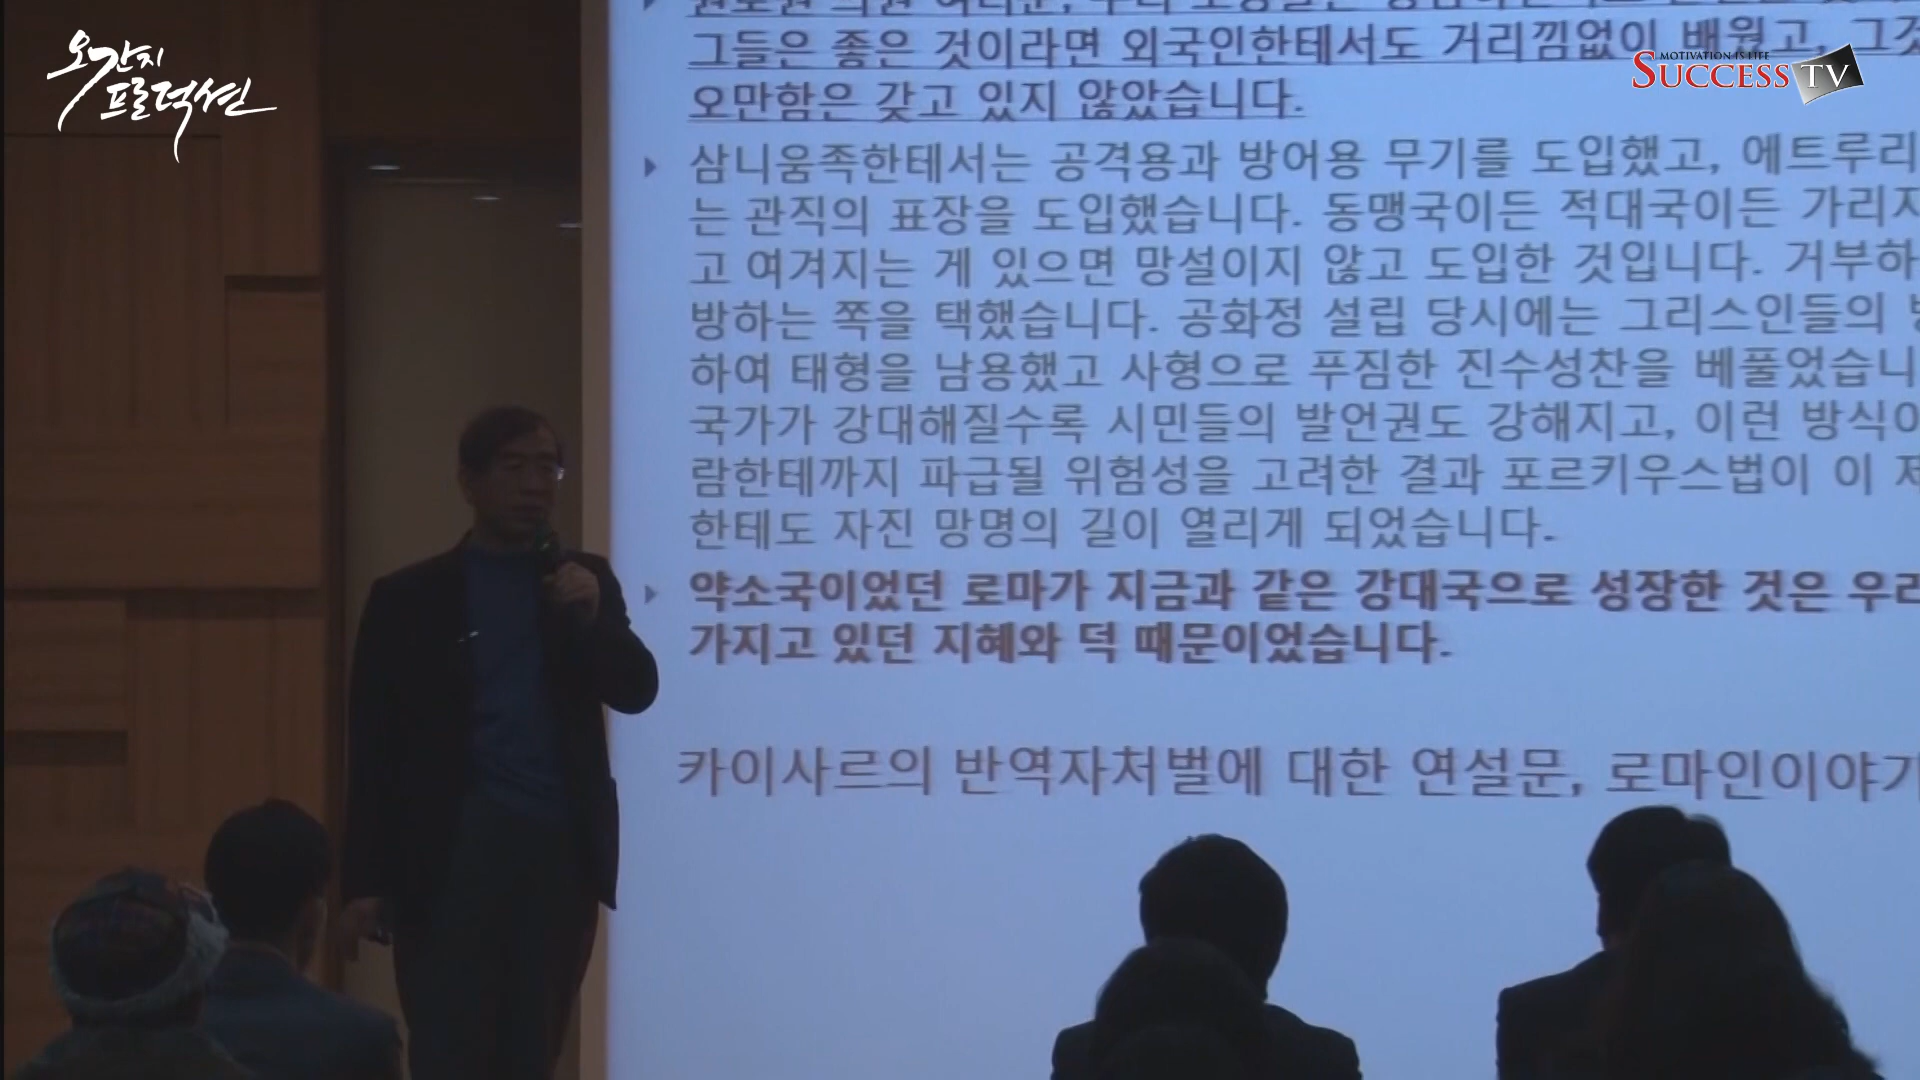 오간지
프로덕션
MOTIVATION IS LIFE
SUCCESS TV
그들은 좋은 것이라면 외국인한테서도 거리낌없이 배웠고,
오만함은 갖고 있지 않았습니다.
삼니움족한테서는 공격용과 방어용 무기를 도입했고, 에트루리
는 관직의 표장을 도입했습니다. 동맹국이든 적대국이든 가리지
고 여겨지는 게 있으면 망설이지 않고 도입한 것입니다. 거부하
방하는 쪽을 택했습니다. 공화정 설립 당시에는 그리스인들의
하여 태형을 남용했고 사형으로 푸짐한 진수성찬을 베풀었습니
국가가 강대해질수록 시민들의 발언권도 강해지고, 이런 방식이
람한테까지 파급될 위험성을 고려한 결과 포르키우스법이 이
한테도 자진 망명의 길이 열리게 되었습니다.
약소국이었던 로마가 지금과 같은 강대국으로 성장한 것은 우리
가지고 있던 지혜와 덕 때문이었습니다.
카이사르의 반역자처벌에 대한 연설문, 로마인이야기